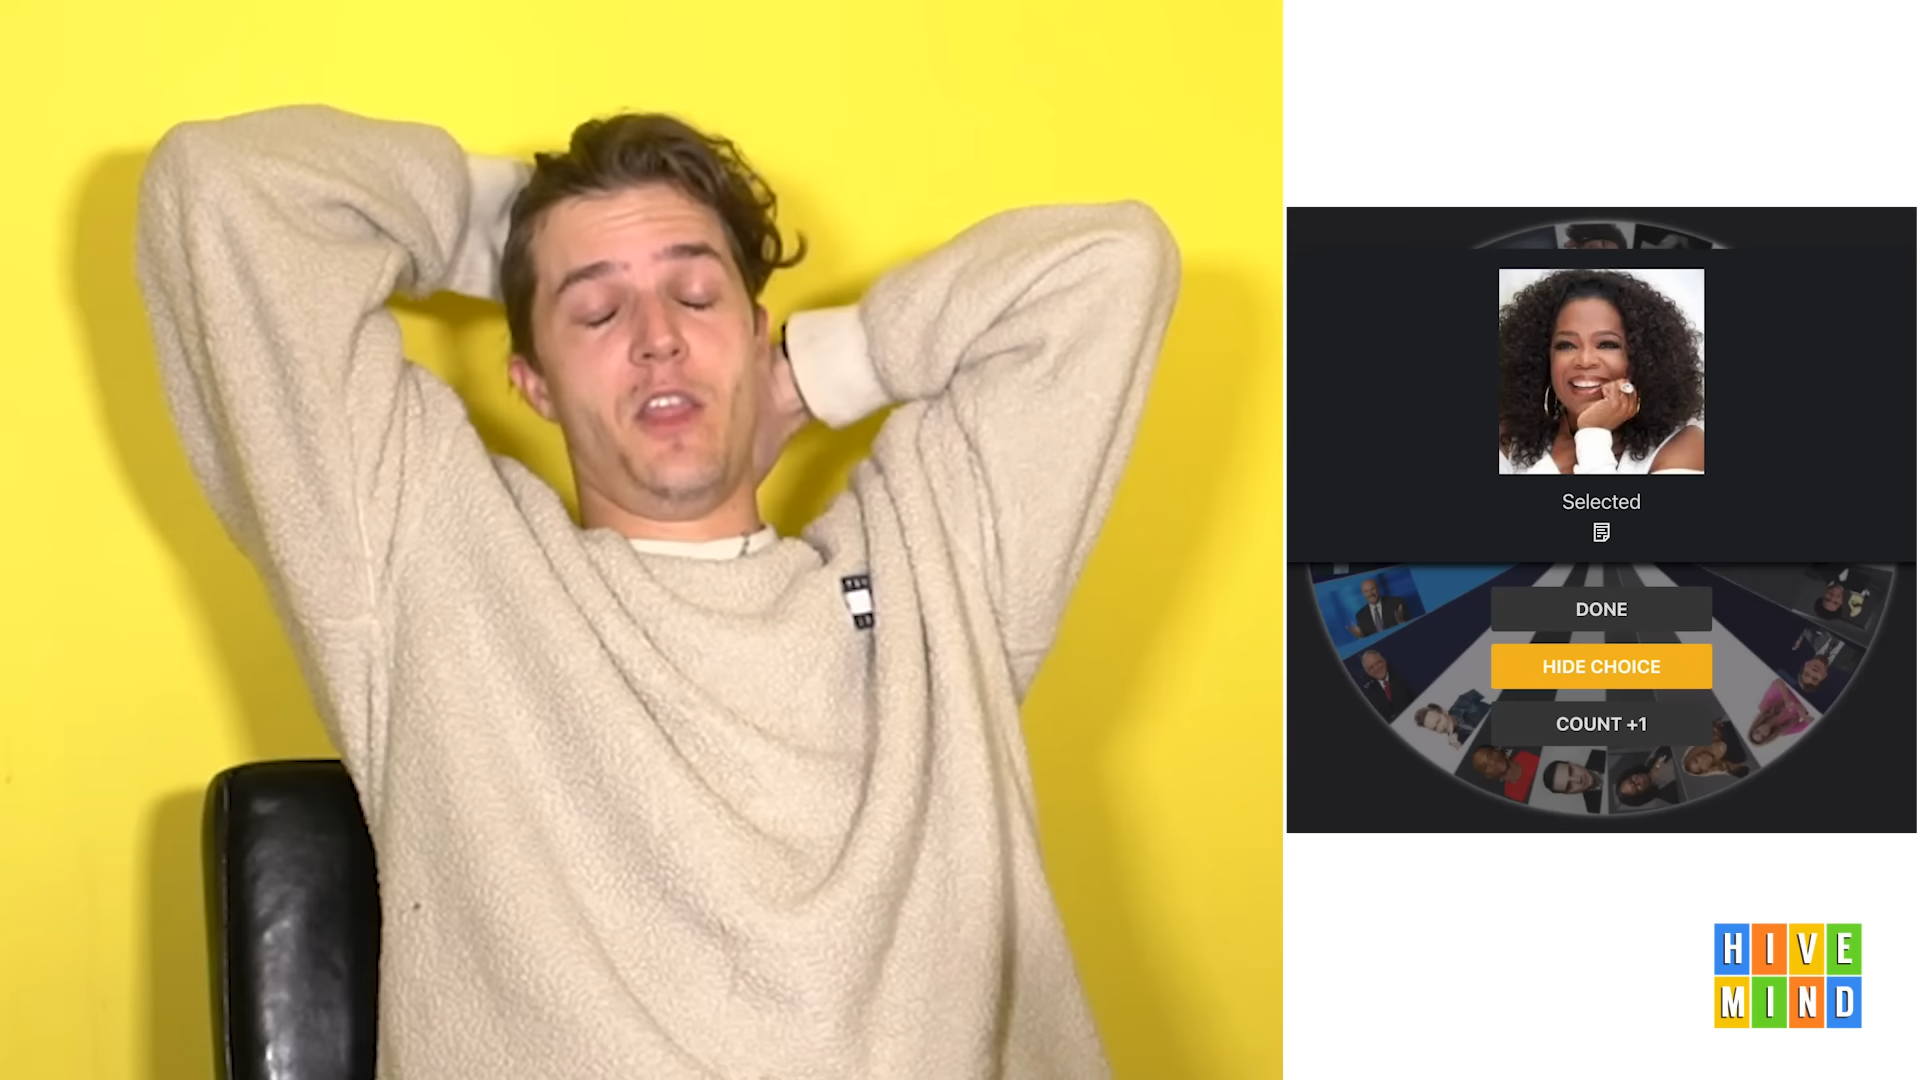 Selected
DONE
HIDE CHOICE
COUNT +1
HIVE
MIND